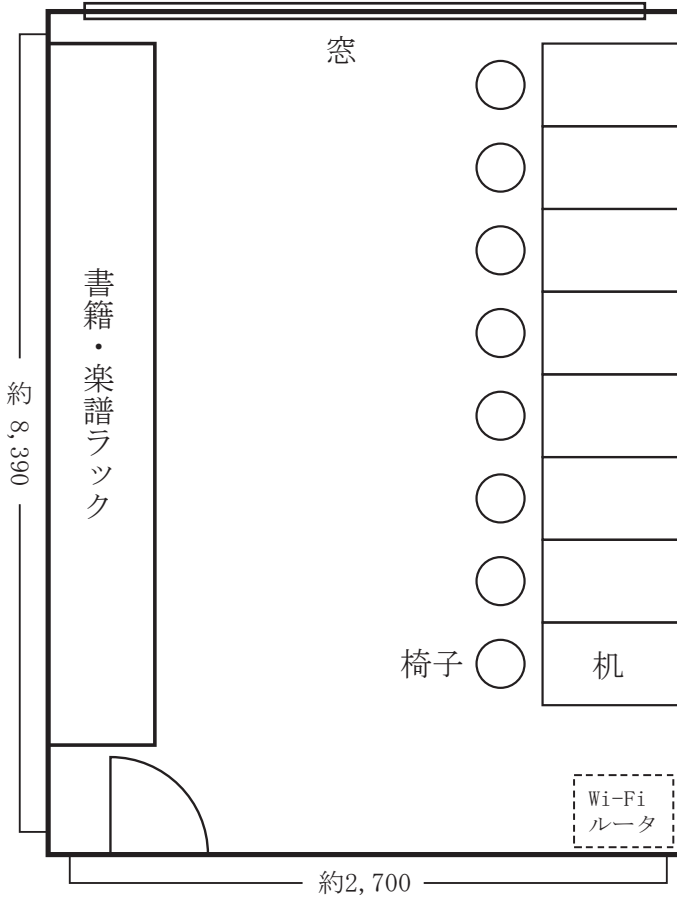 窓
書籍・楽譜ラック
約 8,390
椅子
机
Wi-Fi
ルータ
約2,700